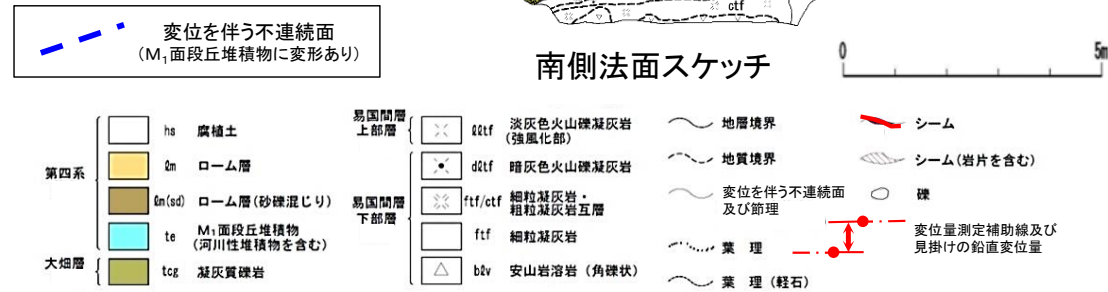 変位を伴う不連続面
(M₁面段丘堆積物に変形あり)
ctf
南側法面スケッチ
0
5m
第四系
hs 腐植土
ℓm ローム層
ℓm(sd) ローム層(砂礫混じり)
te M₁面段丘堆積物
(河川性堆積物を含む)
大畑層
tcg 凝灰質礫岩
易国間層
上部層
ℓℓtf 淡灰色火山礫凝灰岩
(強風化部)
易国間層
下部層
dℓtf 暗灰色火山礫凝灰岩
ftf/ctf 細粒凝灰岩・
粗粒凝灰岩互層
ftf 細粒凝灰岩
bℓv 安山岩溶岩(角礫状)
地層境界
地質境界
変位を伴う不連続面
及び節理
葉理
葉理(軽石)
シーム
シーム(岩片を含む)
礫
変位量測定補助線及び
見掛けの鉛直変位量